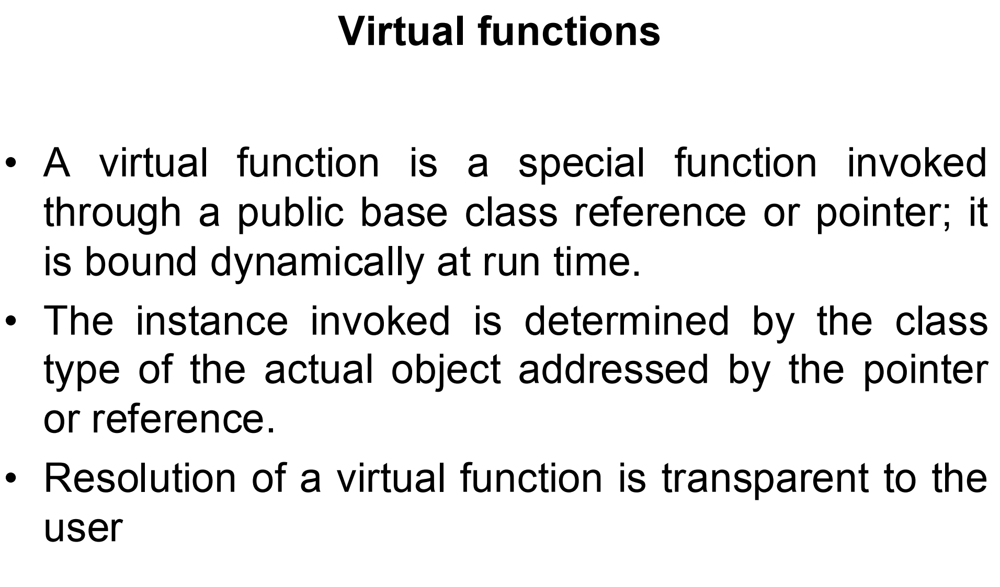 Virtual functions
• A virtual function is a special function invoked
through a public base class reference or pointer; it
is bound dynamically at run time.
• The instance invoked is determined by the class
type of the actual object addressed by the pointer
or reference.
• Resolution of a virtual function is transparent to the
user